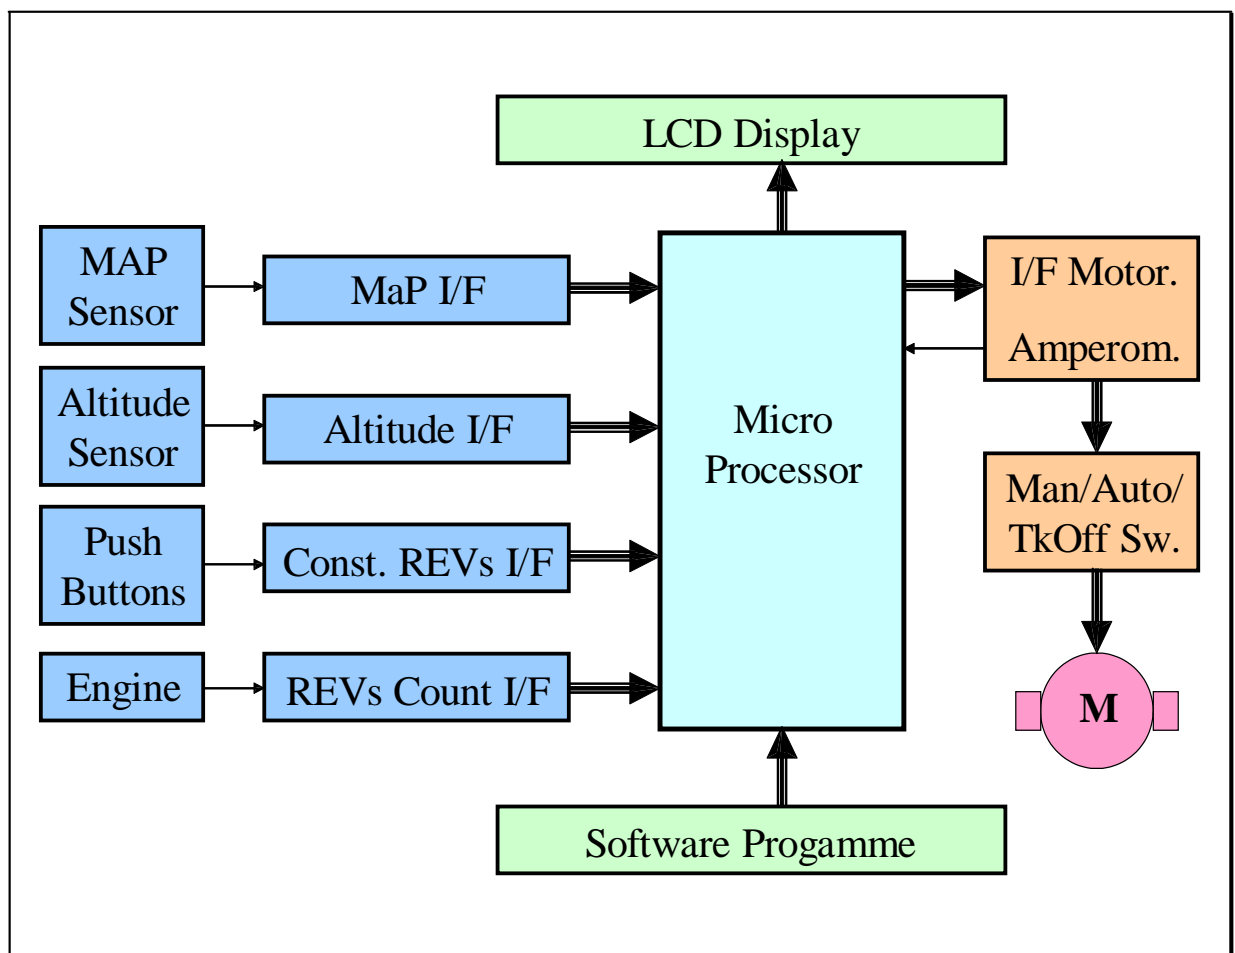 LCD Display
MAP
Sensor
MaP I/F
I/F Motor.
Amperom.
Altitude
Sensor
Altitude I/F
Micro
Processor
Man/Auto/
TkOff Sw.
Push
Buttons
Const. REVs I/F
Engine
REVs Count I/F
M
Software Progamme